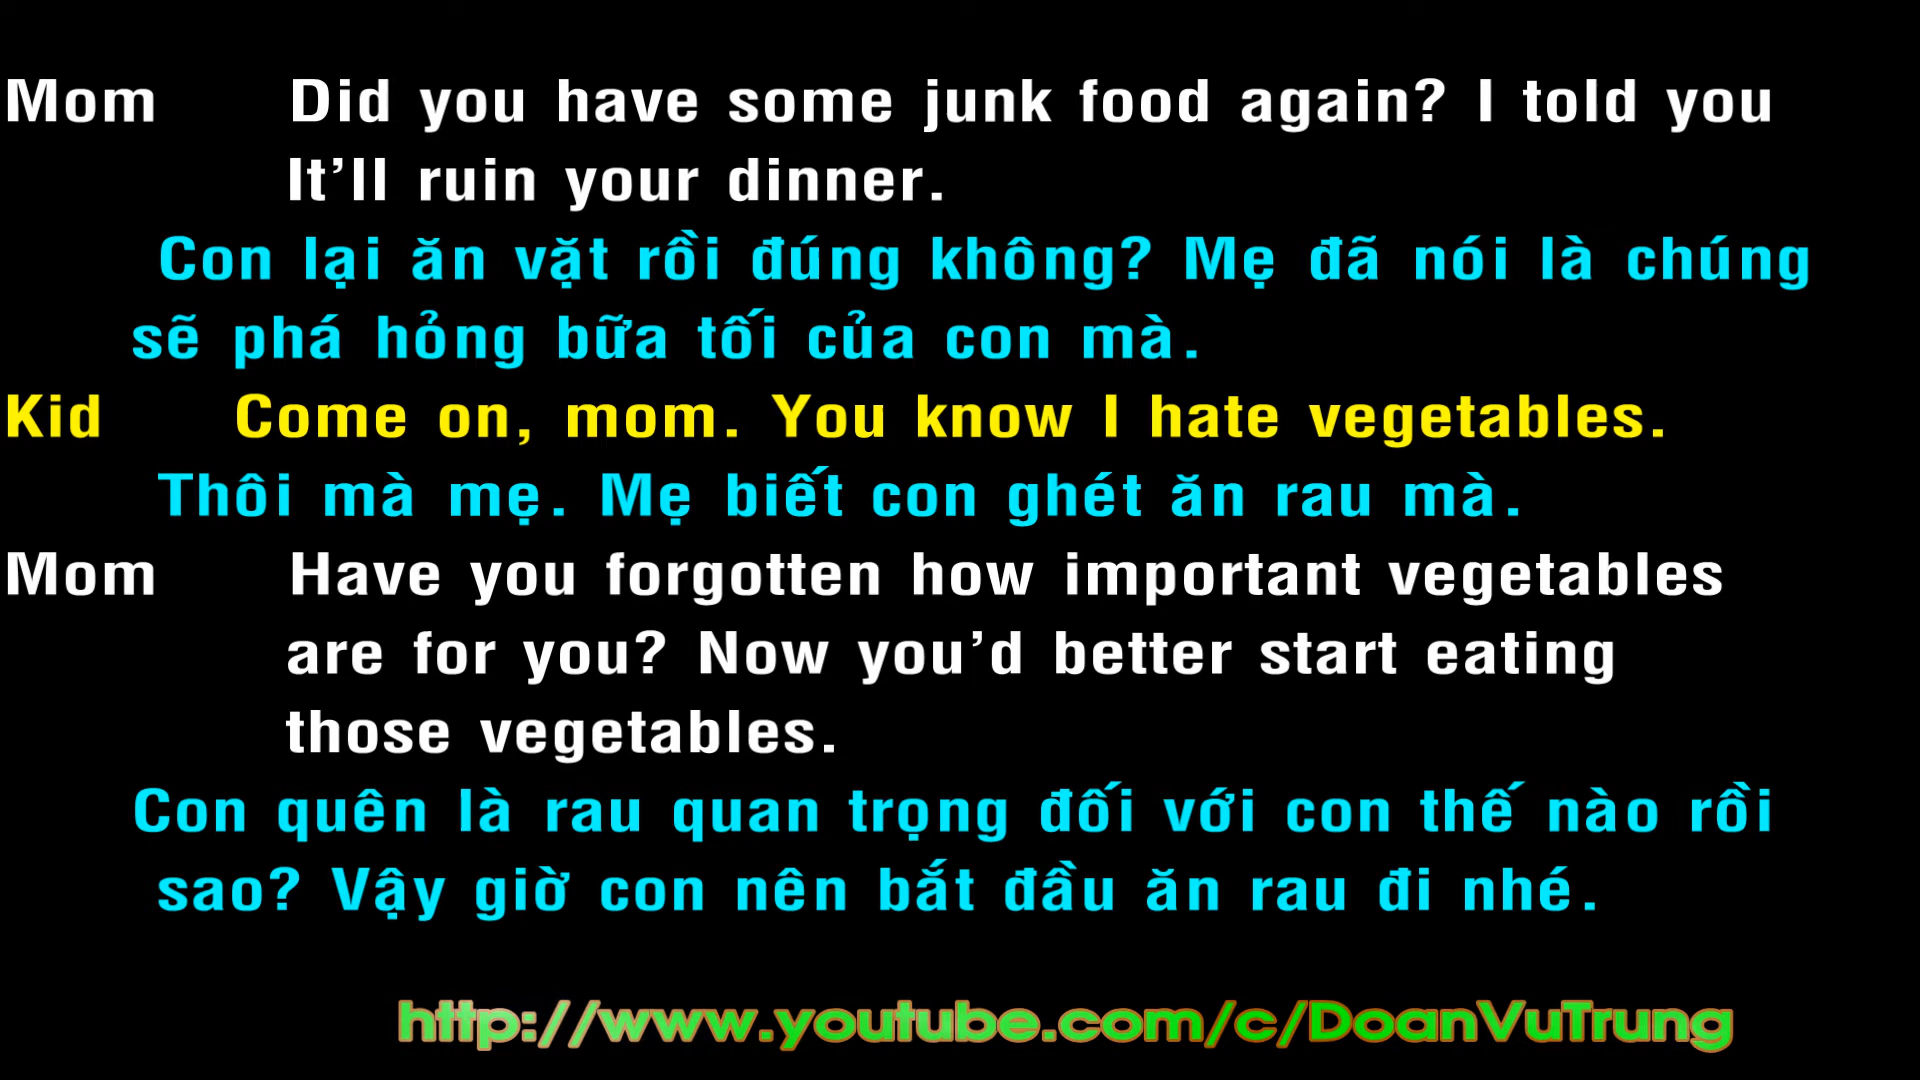 Mom Did you have some junk food again? I told you
It’ll ruin your dinner.
Con lại ăn vặt rồi đúng không? Mẹ đã nói là chúng
sẽ phá hỏng bữa tối của con mà.
Kid Come on, mom. You know I hate vegetables.
Thôi mà mẹ. Mẹ biết con ghét ăn rau mà.
Mom Have you forgotten how important vegetables
are for you? Now you’d better start eating
those vegetables.
Con quên là rau quan trọng đối với con thế nào rồi
sao? Vậy giờ con nên bắt đầu ăn rau đi nhé.
http://www.youtube.com/c/DoanVuTrung